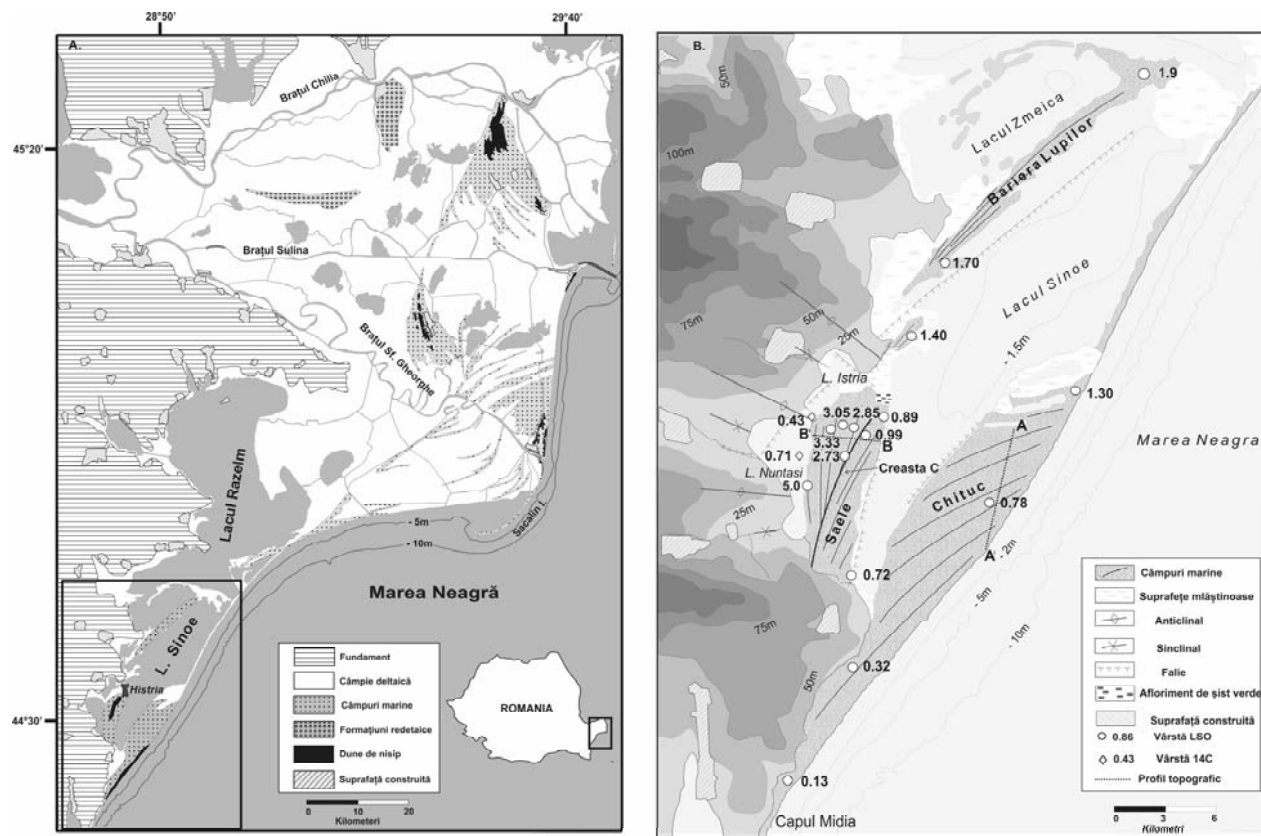 28°50'
29°40'
A.
45°20'
44°30'
Brațul Chilia
Brațul Sulina
Brațul Sf. Gheorghe
Lacul Razelm
Sacalin I.
- 5m
- 10m
Marea Neagră
L. Sinoe
Histria
Fundament
Câmpie deltaică
Câmpuri marine
Formațiuni redetaice
Dune de nisip
Suprafață construită
0 10 20
Kilometeri
ROMANIA
B.
50m
100m
75m
50m
20m
25m
75m
50m
Lacul Zmeica
Bariera Lupilor
Lacul Sinoe
1.9
1.70
1.40
- 1.5m
1.30
L. Istria
0.43
3.05
2.85
0.89
B'
3.33
0.99
B
0.71
2.73
Creasta C
L. Nuntasi
5.0
Saele
Chituc
A
0.78
A'
- 2m
- 5m
- 10m
Marea Neagra
0.72
0.32
0.13
Capul Midia
Câmpuri marine
Suprafețe mlăștinoase
Anticlinal
Sinclinal
Falie
Afloriment de șist verde
Suprafață construită
0.86 Vârstă LSO
0.43 Vârstă 14C
Profil topografic
0 3 6
Kilometri